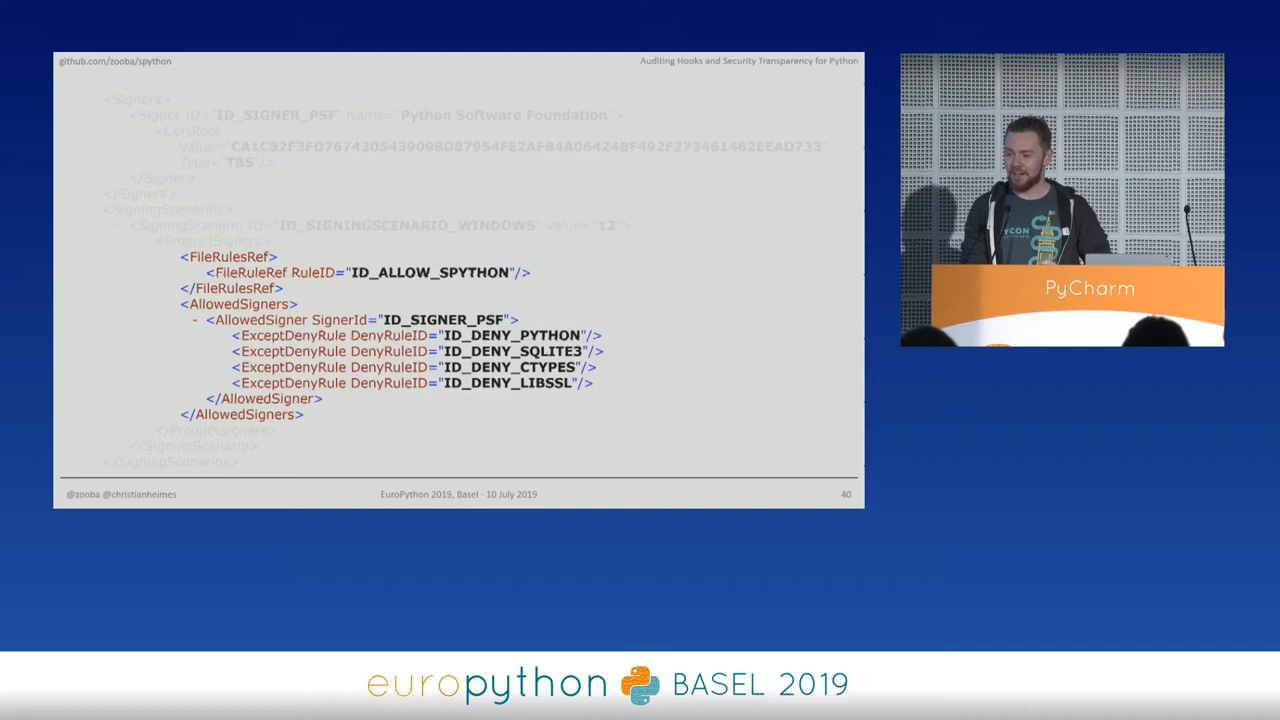 github.com/zooba/spython
Auditing Hooks and Security Transparency for Python
<Signers>
- <Signer ID="ID_SIGNER_PSF" Name="Python Software Foundation">
<CertRoot
Value="CA1C82F3FD7674305439098087954FE2AFB4A06424BF492F273461462EEAD733"
Type="TBS"/>
</Signer>
</Signers>
- <SigningScenarios>
- <SigningScenario ID="ID_SIGNINGSCENARIO_WINDOWS" Value="12">
- <ProductSigners>
<FileRulesRef>
<FileRuleRef RuleID="ID_ALLOW_SPYTHON"/>
</FileRulesRef>
<AllowedSigners>
- <AllowedSigner SignerId="ID_SIGNER_PSF">
<ExceptDenyRule DenyRuleID="ID_DENY_PYTHON"/>
<ExceptDenyRule DenyRuleID="ID_DENY_SQLITE3"/>
<ExceptDenyRule DenyRuleID="ID_DENY_CTYPES"/>
<ExceptDenyRule DenyRuleID="ID_DENY_LIBSSL"/>
</AllowedSigner>
</AllowedSigners>
</ProductSigners>
</SigningScenario>
</SigningScenarios>
@zooba @christianheimes
EuroPython 2019, Basel - 10 July 2019
40
PyCharm
europython BASEL 2019